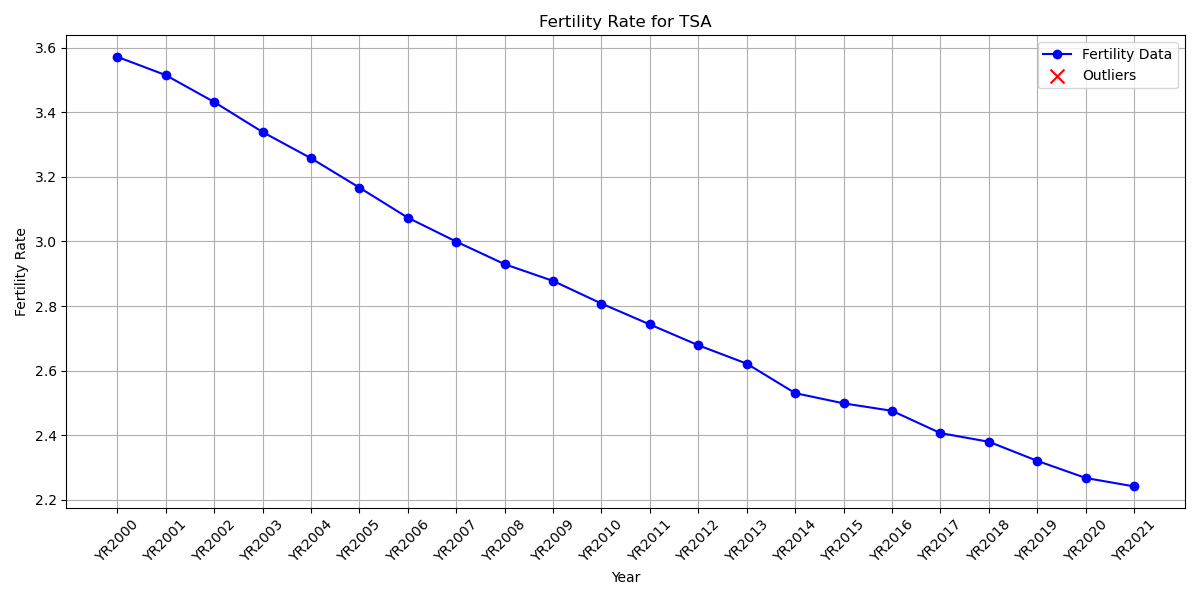 Fertility Rate for TSA
Fertility Data
Outliers
3.6
3.4
3.2
3.0
2.8
2.6
2.4
2.2
Fertility Rate
YR2000
YR2001
YR2002
YR2003
YR2004
YR2005
YR2006
YR2007
YR2008
YR2009
YR2010
YR2011
YR2012
YR2013
YR2014
YR2015
YR2016
YR2017
YR2018
YR2019
YR2020
YR2021
Year